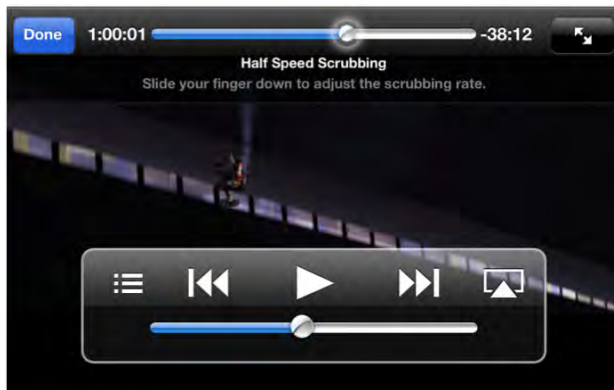 Done 1:00:01 -38:12
Half Speed Scrubbing
Slide your finger down to adjust the scrubbing rate.